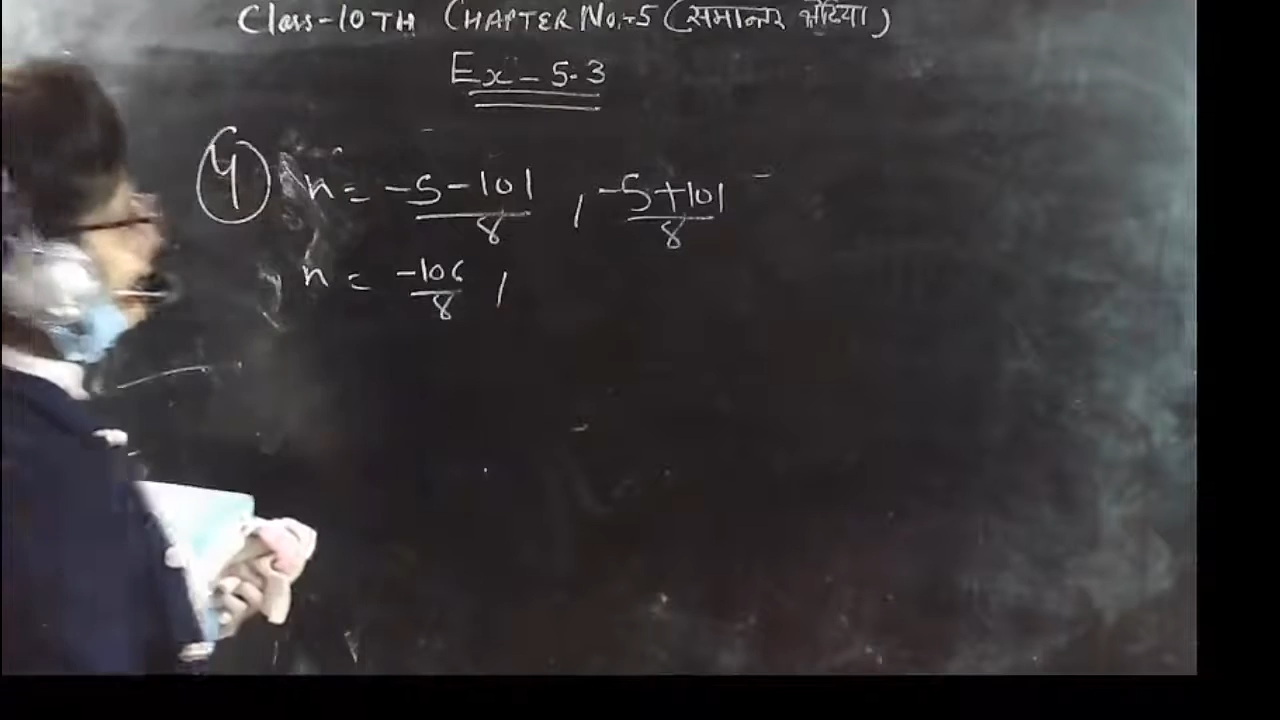 Class-10TH CHAPTER No.-5 (समान्तर श्रेढियां)
Ex-5.3
4 n = -5-101/8 , -5+101/8
n = -106/8 ,